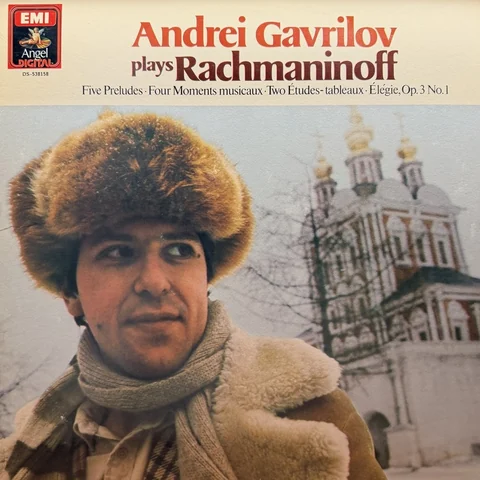 EMI
Angel
DIGITAL
DS-538158
Andrei Gavrilov
plays Rachmaninoff
Five Preludes · Four Moments musicaux · Two Études-tableaux · Élégie, Op. 3 No. 1